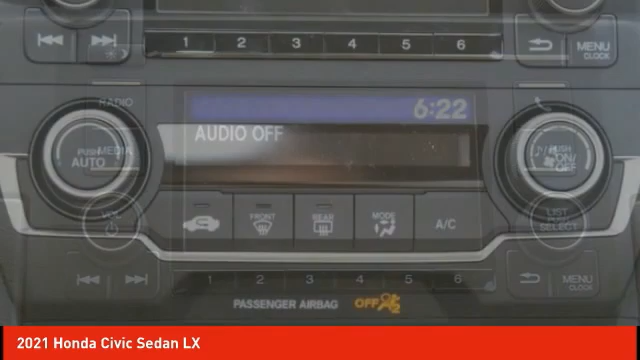 1 2 3 4 5 6
MENU
CLOCK
RADIO
6:22
AUDIO OFF
PUSH
AUTO
MEDIA
PUSH
ON/
OFF
VOL
FRONT
REAR
MODE
A/C
LIST
SELECT
1 2 3 4 5 6
MENU
CLOCK
PASSENGER AIRBAG OFF
2
2021 Honda Civic Sedan LX